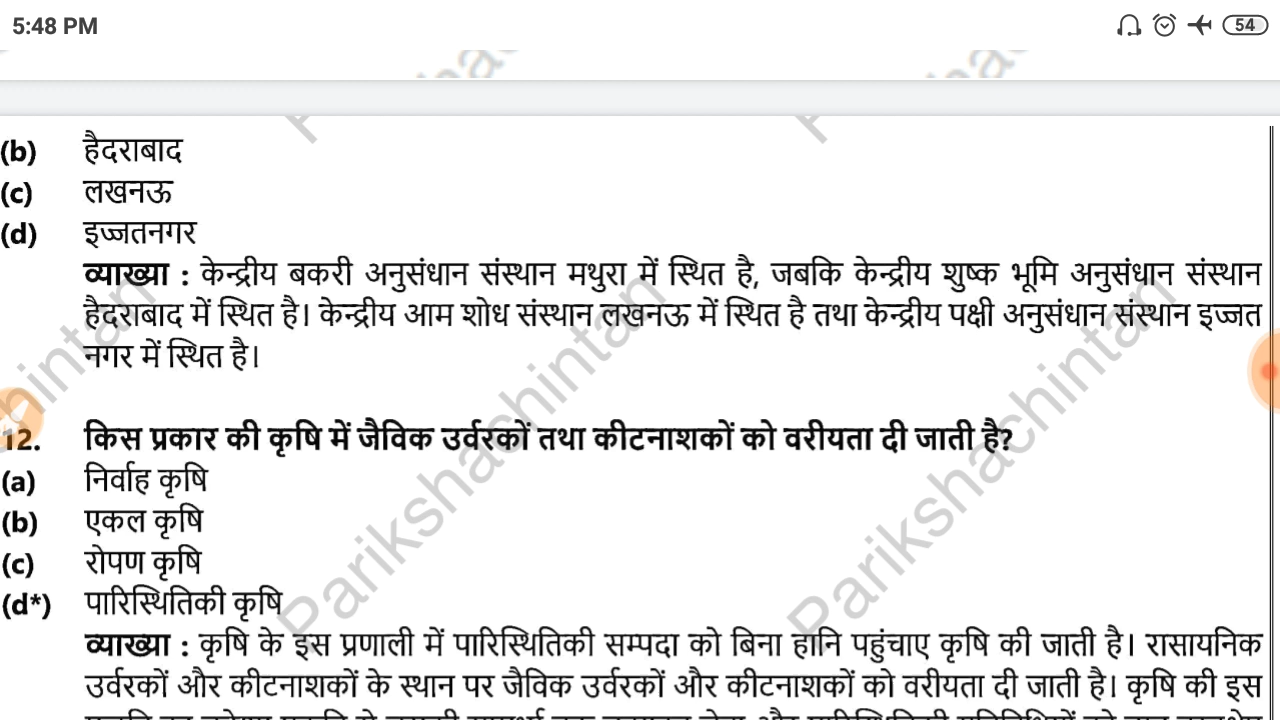 5:48 PM
54
(b) हैदराबाद
(c) लखनऊ
(d) इज्जतनगर
व्याख्या : केन्द्रीय बकरी अनुसंधान संस्थान मथुरा में स्थित है, जबकि केन्द्रीय शुष्क भूमि अनुसंधान संस्थान
हैदराबाद में स्थित है। केन्द्रीय आम शोध संस्थान लखनऊ में स्थित है तथा केन्द्रीय पक्षी अनुसंधान संस्थान इज्जत
नगर में स्थित है।
12. किस प्रकार की कृषि में जैविक उर्वरकों तथा कीटनाशकों को वरीयता दी जाती है?
(a) निर्वाह कृषि
(b) एकल कृषि
(c) रोपण कृषि
(d*) पारिस्थितिकी कृषि
व्याख्या : कृषि के इस प्रणाली में पारिस्थितिकी सम्पदा को बिना हानि पहुंचाए कृषि की जाती है। रासायनिक
उर्वरकों और कीटनाशकों के स्थान पर जैविक उर्वरकों और कीटनाशकों को वरीयता दी जाती है। कृषि की इस
Parikshachintan
Parikshachintan